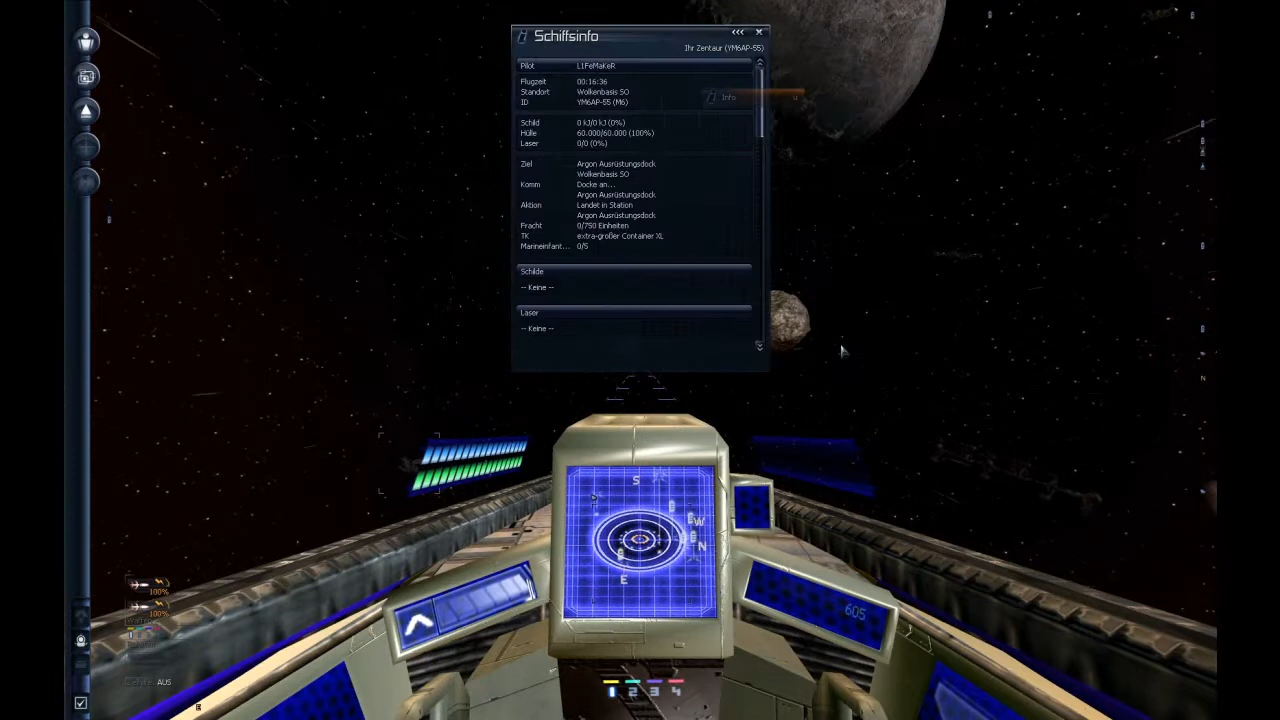 Schiffsinfo
Ihr Zentaur (YM6AP-55)
Pilot L1FeMaKeR
Flugzeit 00:16:36
Standort Wolkenbasis SO
ID YM6AP-55 (M6)
Info
Schild 0 kJ/0 kJ (0%)
Hülle 60.000/60.000 (100%)
Laser 0/0 (0%)
Ziel Argon Ausrüstungsdock
Wolkenbasis SO
Komm Docke an...
Argon Ausrüstungsdock
Aktion Landet in Station
Argon Ausrüstungsdock
Fracht 0/750 Einheiten
TK extra-großer Container XL
Marineinfant... 0/5
Schilde
-- Keine --
Laser
-- Keine --
N
S
W
N
E
100%
100%
605
AUS
1 2 3 4